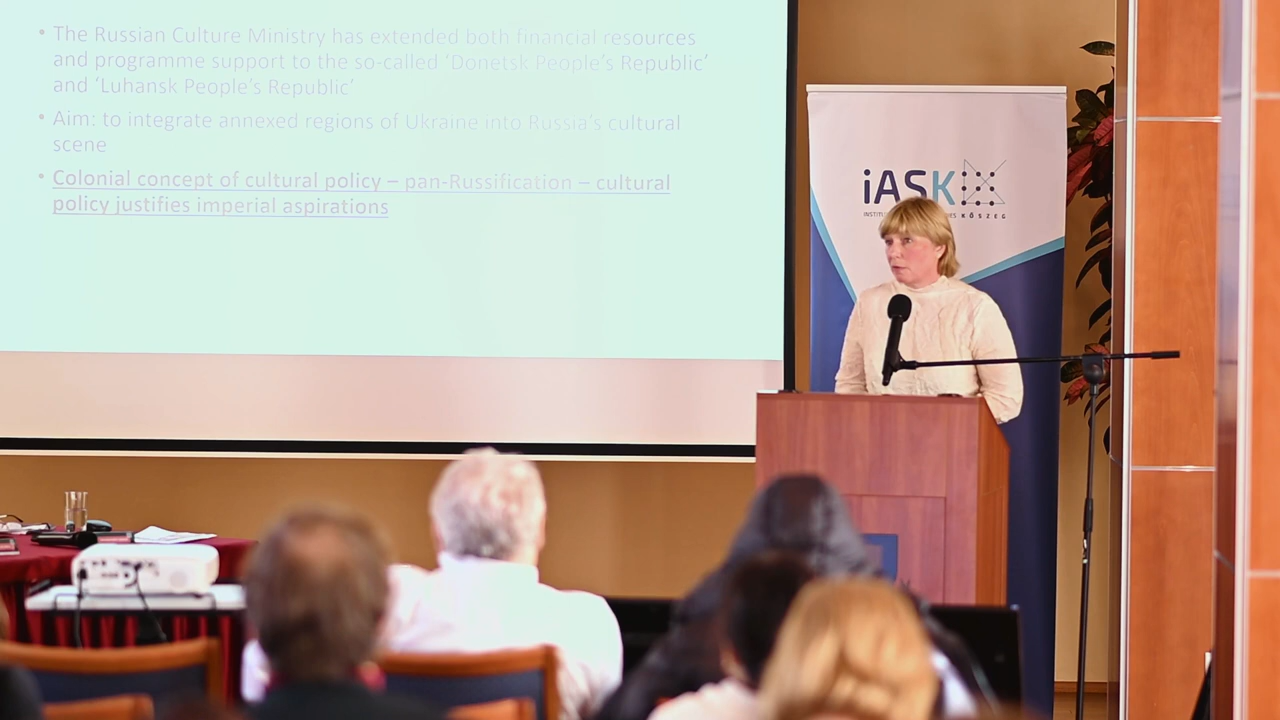 • The Russian Culture Ministry has extended both financial resources
and programme support to the so-called ‘Donetsk People’s Republic’
and ‘Luhansk People’s Republic’
• Aim: to integrate annexed regions of Ukraine into Russia’s cultural
scene
• Colonial concept of cultural policy – pan-Russification – cultural
policy justifies imperial aspirations
iASK
KŐSZEG